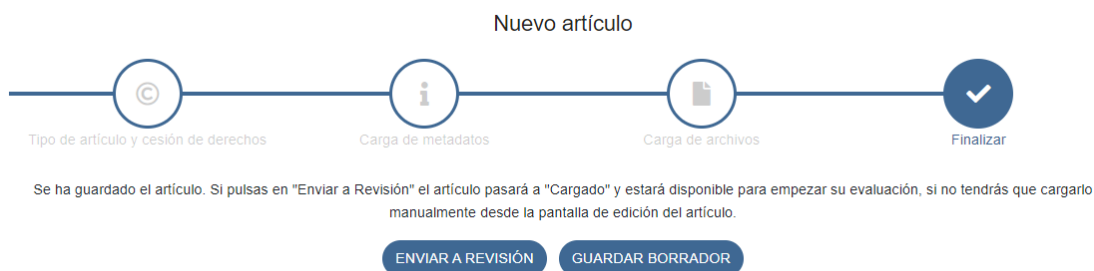 Nuevo artículo
Tipo de artículo y cesión de derechos
Carga de metadatos
Carga de archivos
Finalizar
Se ha guardado el artículo. Si pulsas en "Enviar a Revisión" el artículo pasará a "Cargado" y estará disponible para empezar su evaluación, si no tendrás que cargarlo
manualmente desde la pantalla de edición del artículo.
ENVIAR A REVISIÓN
GUARDAR BORRADOR